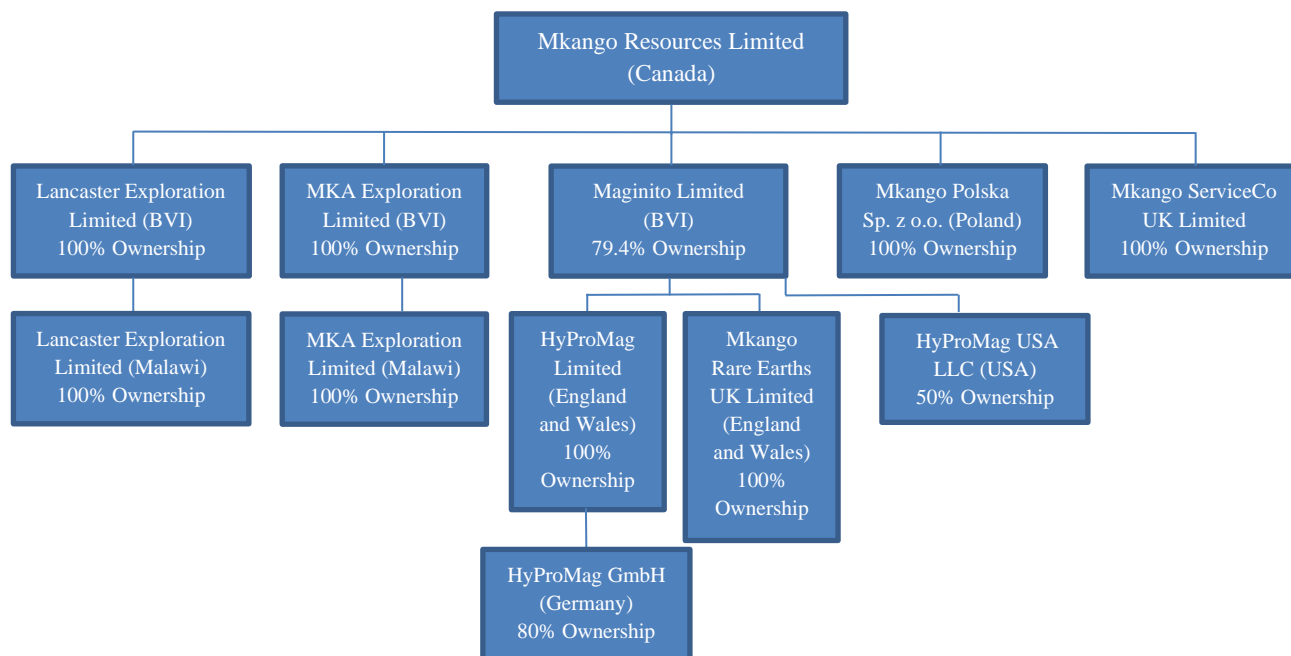 Mkango Resources Limited
(Canada)
Lancaster Exploration
Limited (BVI)
100% Ownership
MKA Exploration
Limited (BVI)
100% Ownership
Maginito Limited
(BVI)
79.4% Ownership
Mkango Polska
Sp. z o.o. (Poland)
100% Ownership
Mkango ServiceCo
UK Limited
100% Ownership
Lancaster Exploration
Limited (Malawi)
100% Ownership
MKA Exploration
Limited (Malawi)
100% Ownership
HyProMag
Limited
(England
and Wales)
100%
Ownership
Mkango
Rare Earths
UK Limited
(England
and Wales)
100%
Ownership
HyProMag USA
LLC (USA)
50% Ownership
HyProMag GmbH
(Germany)
80% Ownership